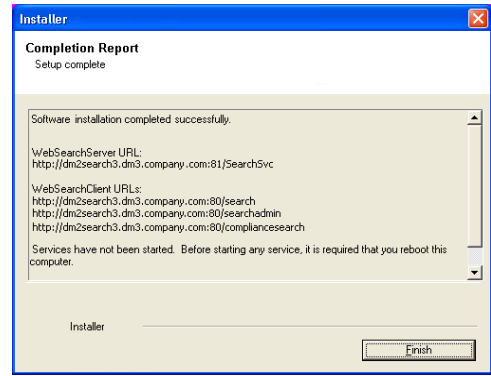 Installer
Completion Report
Setup complete
Software installation completed successfully.
WebSearchServer URL:
http://dm2search3.dm3.company.com:81/SearchSvc
WebSearchClient URLs:
http://dm2search3.dm3.company.com:80/search
http://dm2search3.dm3.company.com:80/searchadmin
http://dm2search3.dm3.company.com:80/compliancesearch
Services have not been started. Before starting any service, it is required that you reboot this
computer.
Installer
Finish